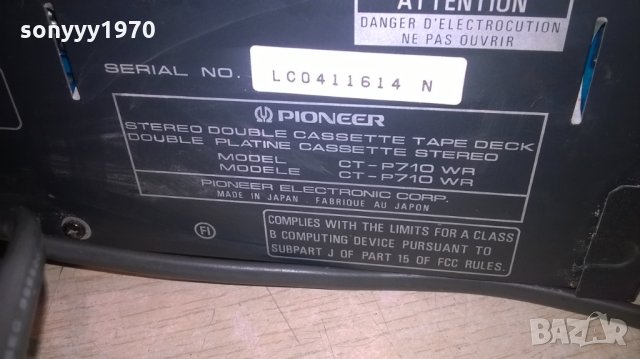 sonyyy1970
ATTENTION
DANGER D'ELECTROCUTION
NE PAS OUVRIR
SERIAL NO.
LC0411614 N
PIONEER
STEREO DOUBLE CASSETTE TAPE DECK
DOUBLE PLATINE CASSETTE STEREO
MODEL CT-P710 WR
MODELE CT-P710 WR
PIONEER ELECTRONIC CORP.
MADE IN JAPAN FABRIQUE AU JAPON
FI
COMPLIES WITH THE LIMITS FOR A CLASS
B COMPUTING DEVICE PURSUANT TO
SUBPART J OF PART 15 OF FCC RULES.
BAZAR